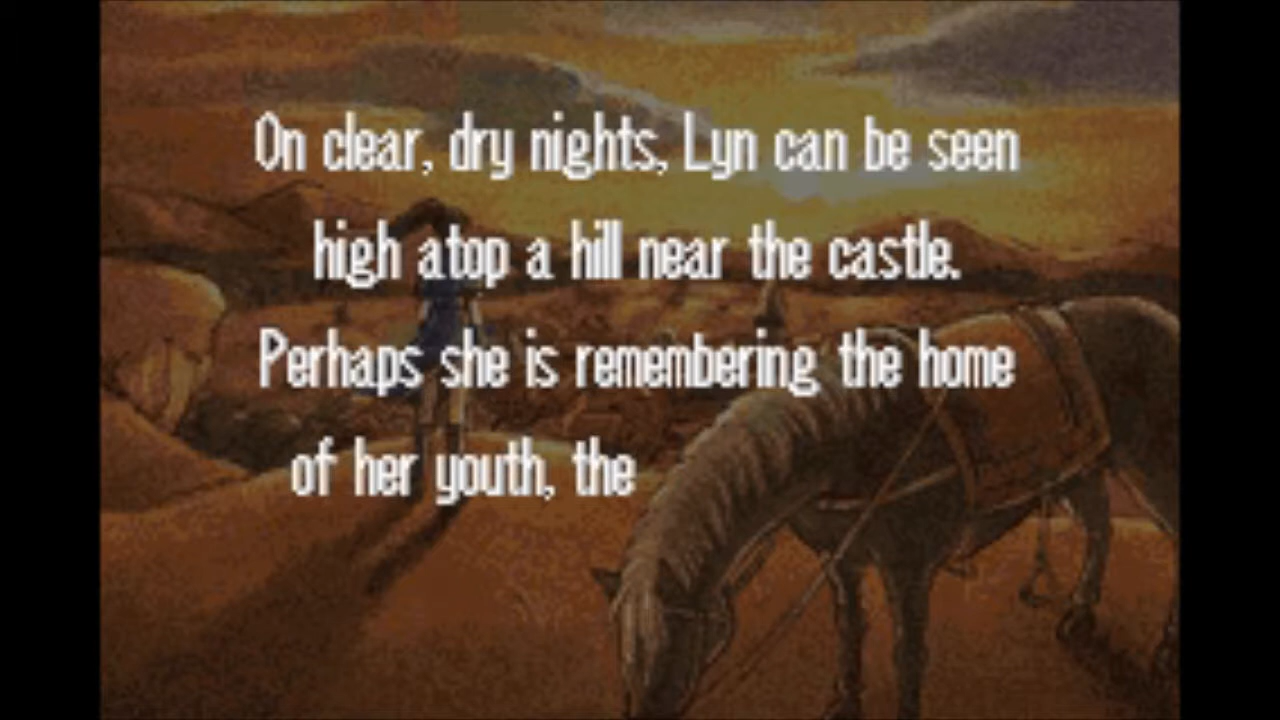 On clear, dry nights, Lyn can be seen
high atop a hill near the castle.
Perhaps she is remembering the home
of her youth, the